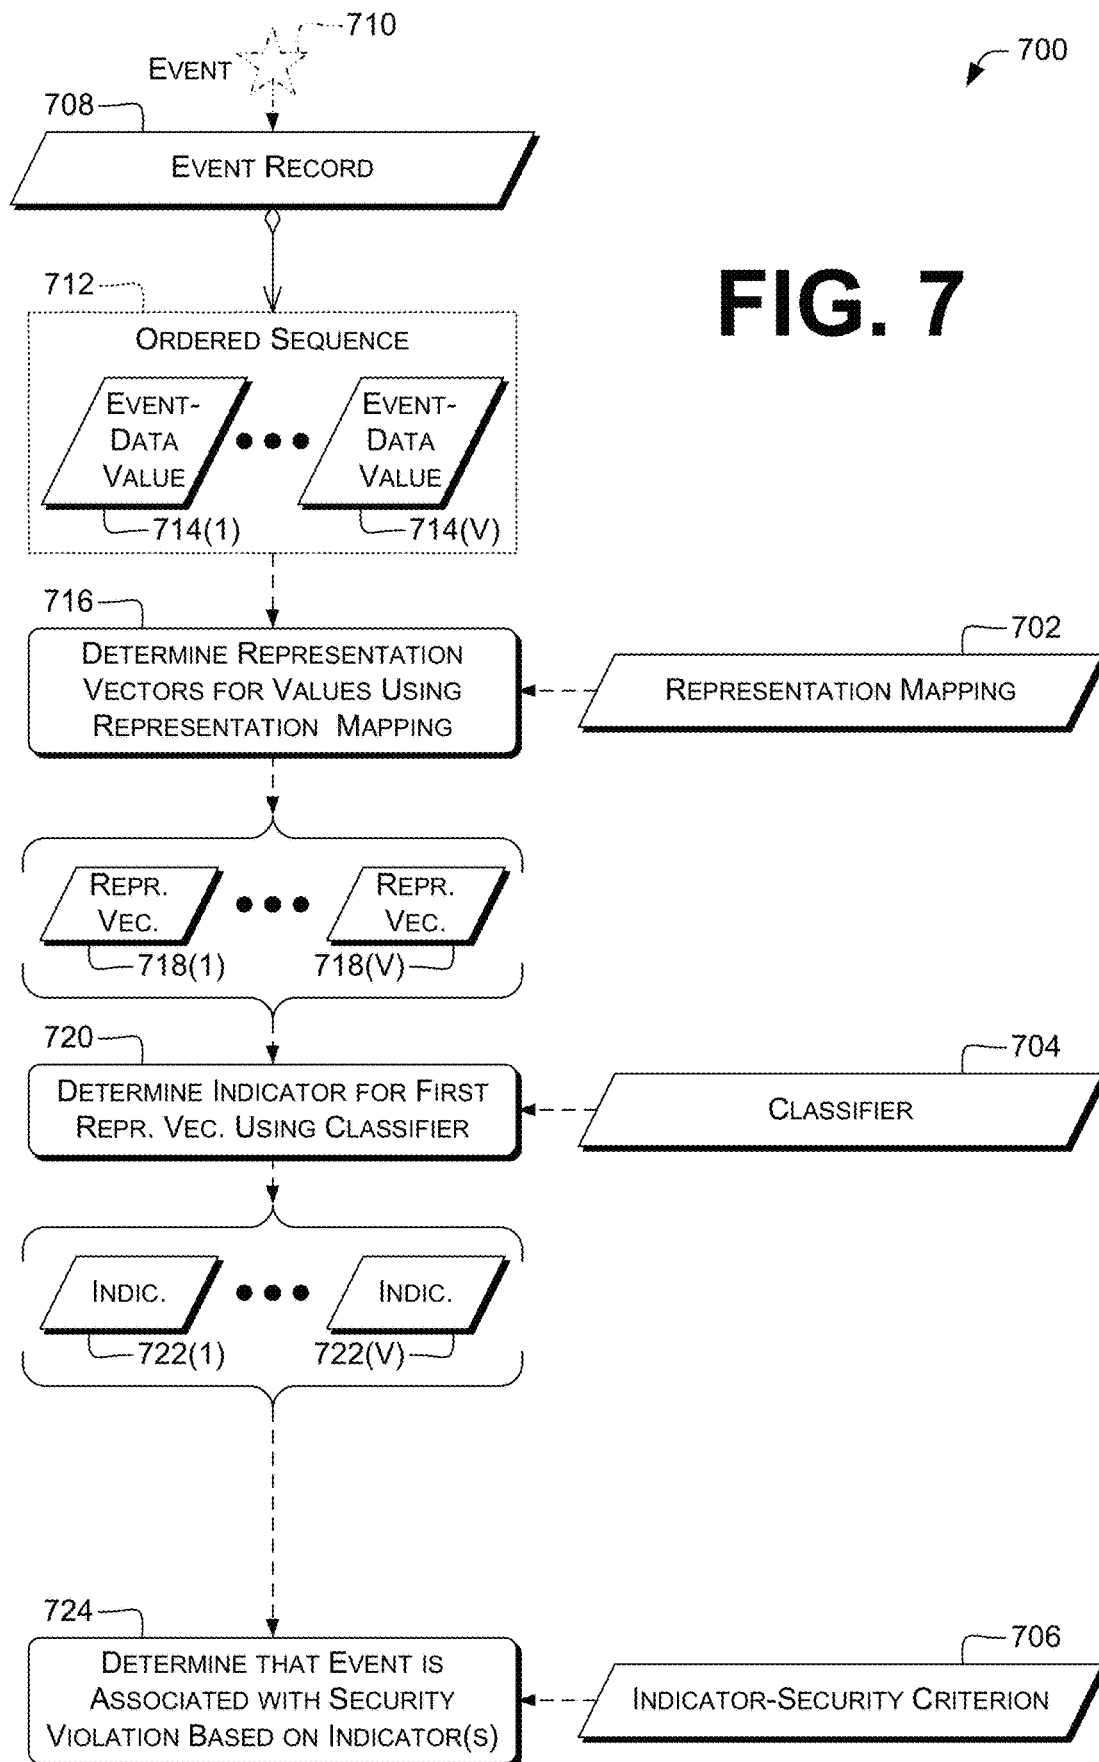 710
EVENT
700
708
EVENT RECORD
FIG. 7
712
ORDERED SEQUENCE
EVENT-
DATA
VALUE
EVENT-
DATA
VALUE
714(1)
714(V)
716
DETERMINE REPRESENTATION
VECTORS FOR VALUES USING
REPRESENTATION MAPPING
702
REPRESENTATION MAPPING
REPR.
VEC.
REPR.
VEC.
718(1)
718(V)
720
DETERMINE INDICATOR FOR FIRST
REPR. VEC. USING CLASSIFIER
704
CLASSIFIER
INDIC.
INDIC.
722(1)
722(V)
724
DETERMINE THAT EVENT IS
ASSOCIATED WITH SECURITY
VIOLATION BASED ON INDICATOR(S)
706
INDICATOR-SECURITY CRITERION